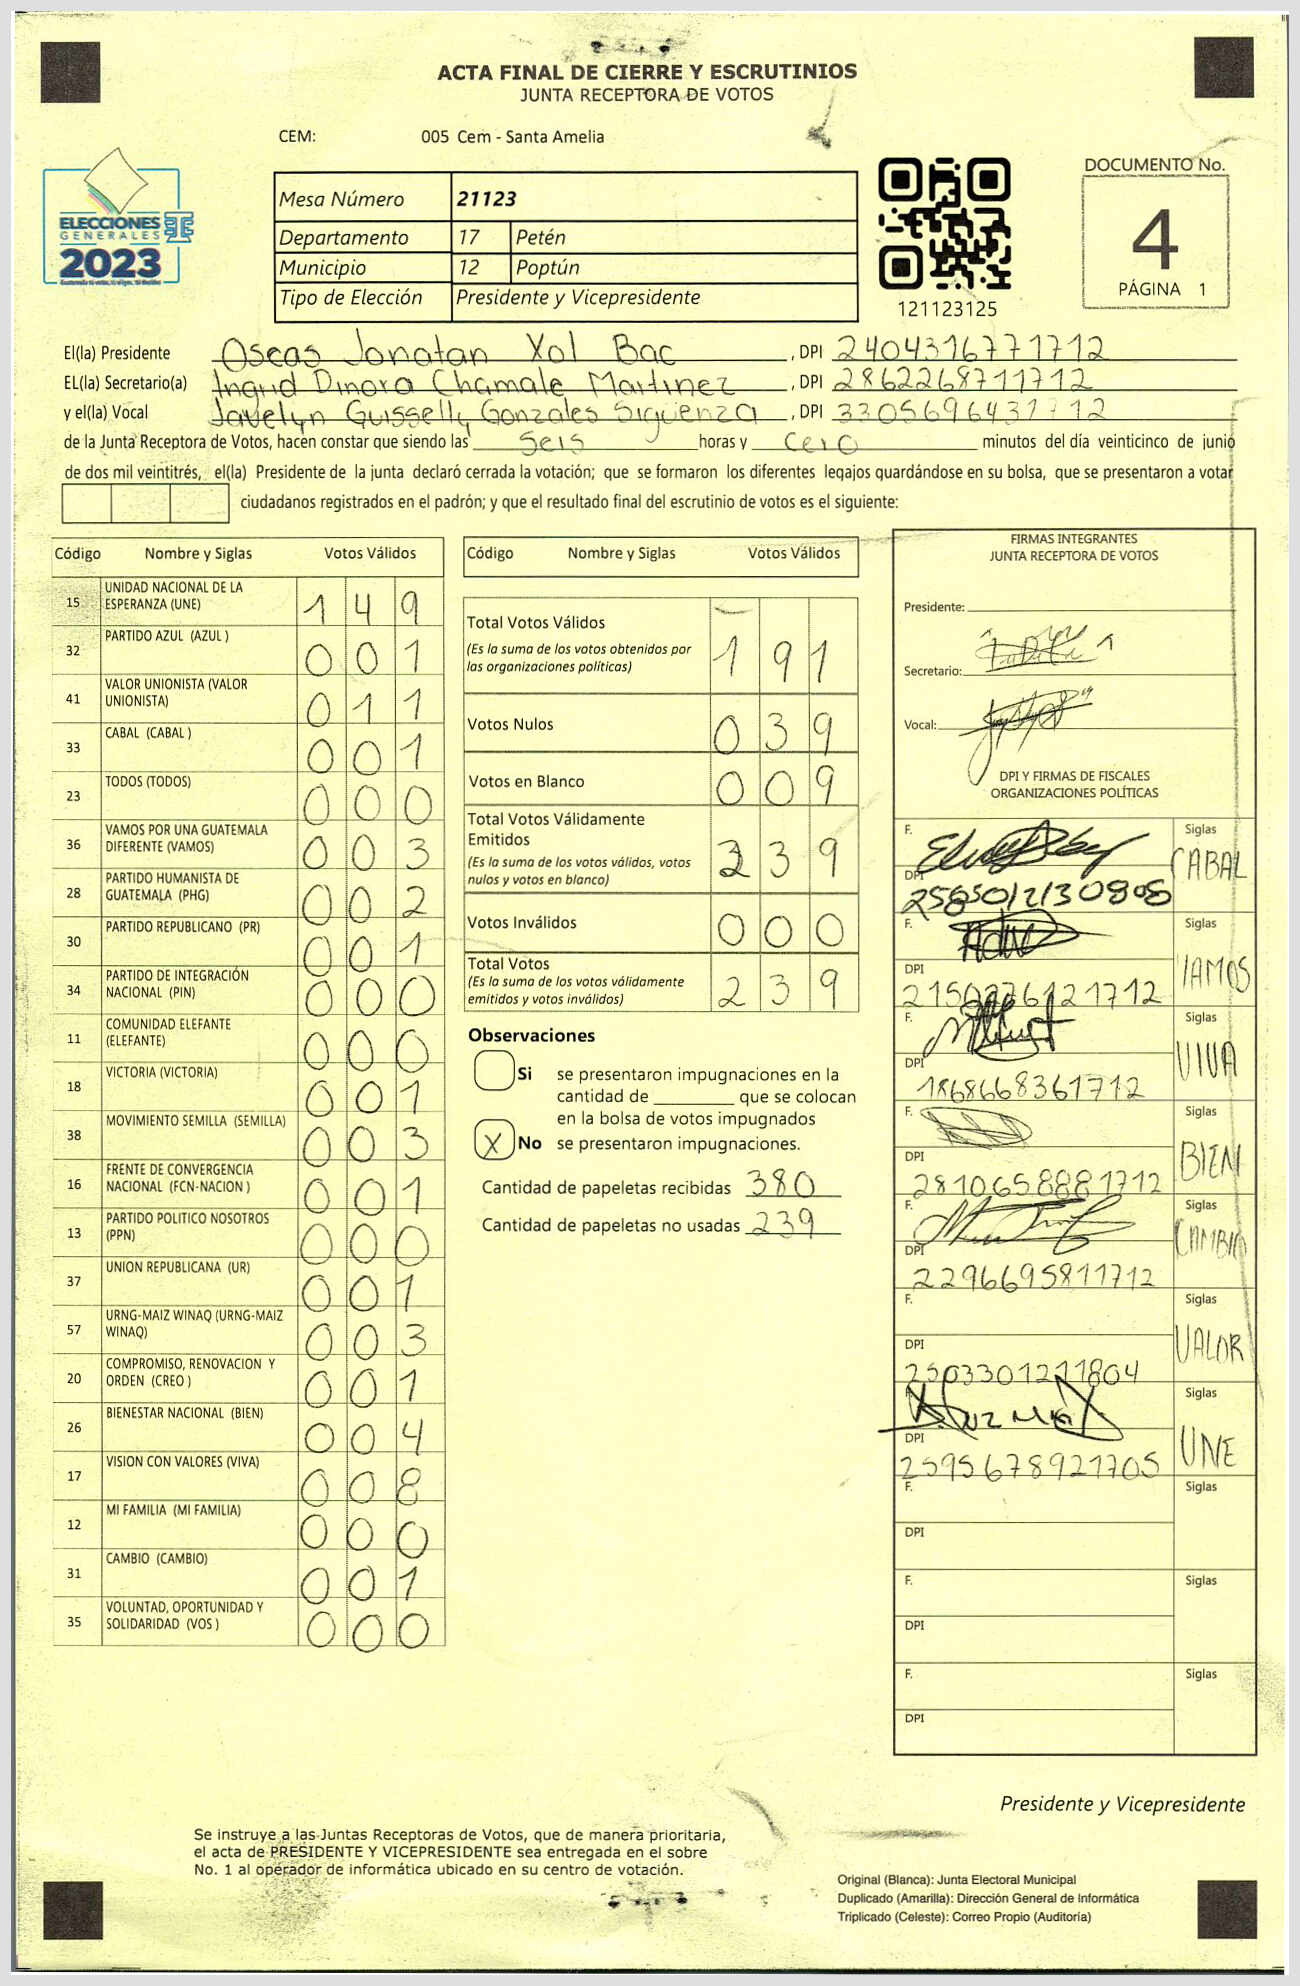 ACTA FINAL DE CIERRE Y ESCRUTINIOS
JUNTA RECEPTORA DE VOTOS
CEM: 005 Cem - Santa Amelia
ELECCIONES
GENERALES
2023
Mesa Número 21123
Departamento 17 Petén
Municipio 12 Poptún
Tipo de Elección Presidente y Vicepresidente
121123125
DOCUMENTO No.
4
PÁGINA 1
El(la) Presidente Oseas Jonatan Xol Bac , DPI 2404316771712
EL(la) Secretario(a) Ingrid Dinora Chamale Martinez , DPI 2862268711712
y el(la) Vocal Javelyn Guisselly Gonzales Sigüenza , DPI 3305696431712
de la Junta Receptora de Votos, hacen constar que siendo las seis horas y cero minutos del día veinticinco de junio
de dos mil veintitrés, el(la) Presidente de la junta declaró cerrada la votación; que se formaron los diferentes legajos quardándose en su bolsa, que se presentaron a votar
ciudadanos registrados en el padrón; y que el resultado final del escrutinio de votos es el siguiente:
Código Nombre y Siglas Votos Válidos
15 UNIDAD NACIONAL DE LA ESPERANZA (UNE) 1 4 9
32 PARTIDO AZUL (AZUL ) 0 0 1
41 VALOR UNIONISTA (VALOR UNIONISTA) 0 1 1
33 CABAL (CABAL ) 0 0 1
23 TODOS (TODOS) 0 0 0
36 VAMOS POR UNA GUATEMALA DIFERENTE (VAMOS) 0 0 3
28 PARTIDO HUMANISTA DE GUATEMALA (PHG) 0 0 2
30 PARTIDO REPUBLICANO (PR) 0 0 1
34 PARTIDO DE INTEGRACIÓN NACIONAL (PIN) 0 0 0
11 COMUNIDAD ELEFANTE (ELEFANTE) 0 0 0
18 VICTORIA (VICTORIA) 0 0 1
38 MOVIMIENTO SEMILLA (SEMILLA) 0 0 3
16 FRENTE DE CONVERGENCIA NACIONAL (FCN-NACION ) 0 0 1
13 PARTIDO POLITICO NOSOTROS (PPN) 0 0 0
37 UNION REPUBLICANA (UR) 0 0 1
57 URNG-MAIZ WINAQ (URNG-MAIZ WINAQ) 0 0 3
20 COMPROMISO, RENOVACION Y ORDEN (CREO ) 0 0 1
26 BIENESTAR NACIONAL (BIEN) 0 0 4
17 VISION CON VALORES (VIVA) 0 0 8
12 MI FAMILIA (MI FAMILIA) 0 0 0
31 CAMBIO (CAMBIO) 0 0 1
35 VOLUNTAD, OPORTUNIDAD Y SOLIDARIDAD (VOS ) 0 0 0
Código Nombre y Siglas Votos Válidos
Total Votos Válidos 1 9 1
(Es la suma de los votos obtenidos por
las organizaciones políticas)
Votos Nulos 0 3 9
Votos en Blanco 0 0 9
Total Votos Válidamente
Emitidos 2 3 9
(Es la suma de los votos válidos, votos
nulos y votos en blanco)
Votos Inválidos 0 0 0
Total Votos 2 3 9
(Es la suma de los votos válidamente
emitidos y votos inválidos)
Observaciones
Si se presentaron impugnaciones en la
cantidad de ________ que se colocan
en la bolsa de votos impugnados
X No se presentaron impugnaciones.
Cantidad de papeletas recibidas 380
Cantidad de papeletas no usadas 239
FIRMAS INTEGRANTES
JUNTA RECEPTORA DE VOTOS
Presidente:
Secretario:
Vocal:
DPI Y FIRMAS DE FISCALES
ORGANIZACIONES POLÍTICAS
F. Siglas CABAL
DPI
F. Siglas VAMOS
DPI
F. Siglas VIVA
DPI 1868668361712
F. Siglas BIEN
DPI 2810658881712
F. Siglas CAMBIO
DPI 2296695811712
F. Siglas VALOR
DPI 2503301211804
F. Siglas UNE
DPI 2595678921705
F. Siglas
DPI
F. Siglas
DPI
F. Siglas
DPI
Presidente y Vicepresidente
Se instruye a las Juntas Receptoras de Votos, que de manera prioritaria,
el acta de PRESIDENTE Y VICEPRESIDENTE sea entregada en el sobre
No. 1 al operador de informática ubicado en su centro de votación.
Original (Blanca): Junta Electoral Municipal
Duplicado (Amarilla): Dirección General de Informática
Triplicado (Celeste): Correo Propio (Auditoría)